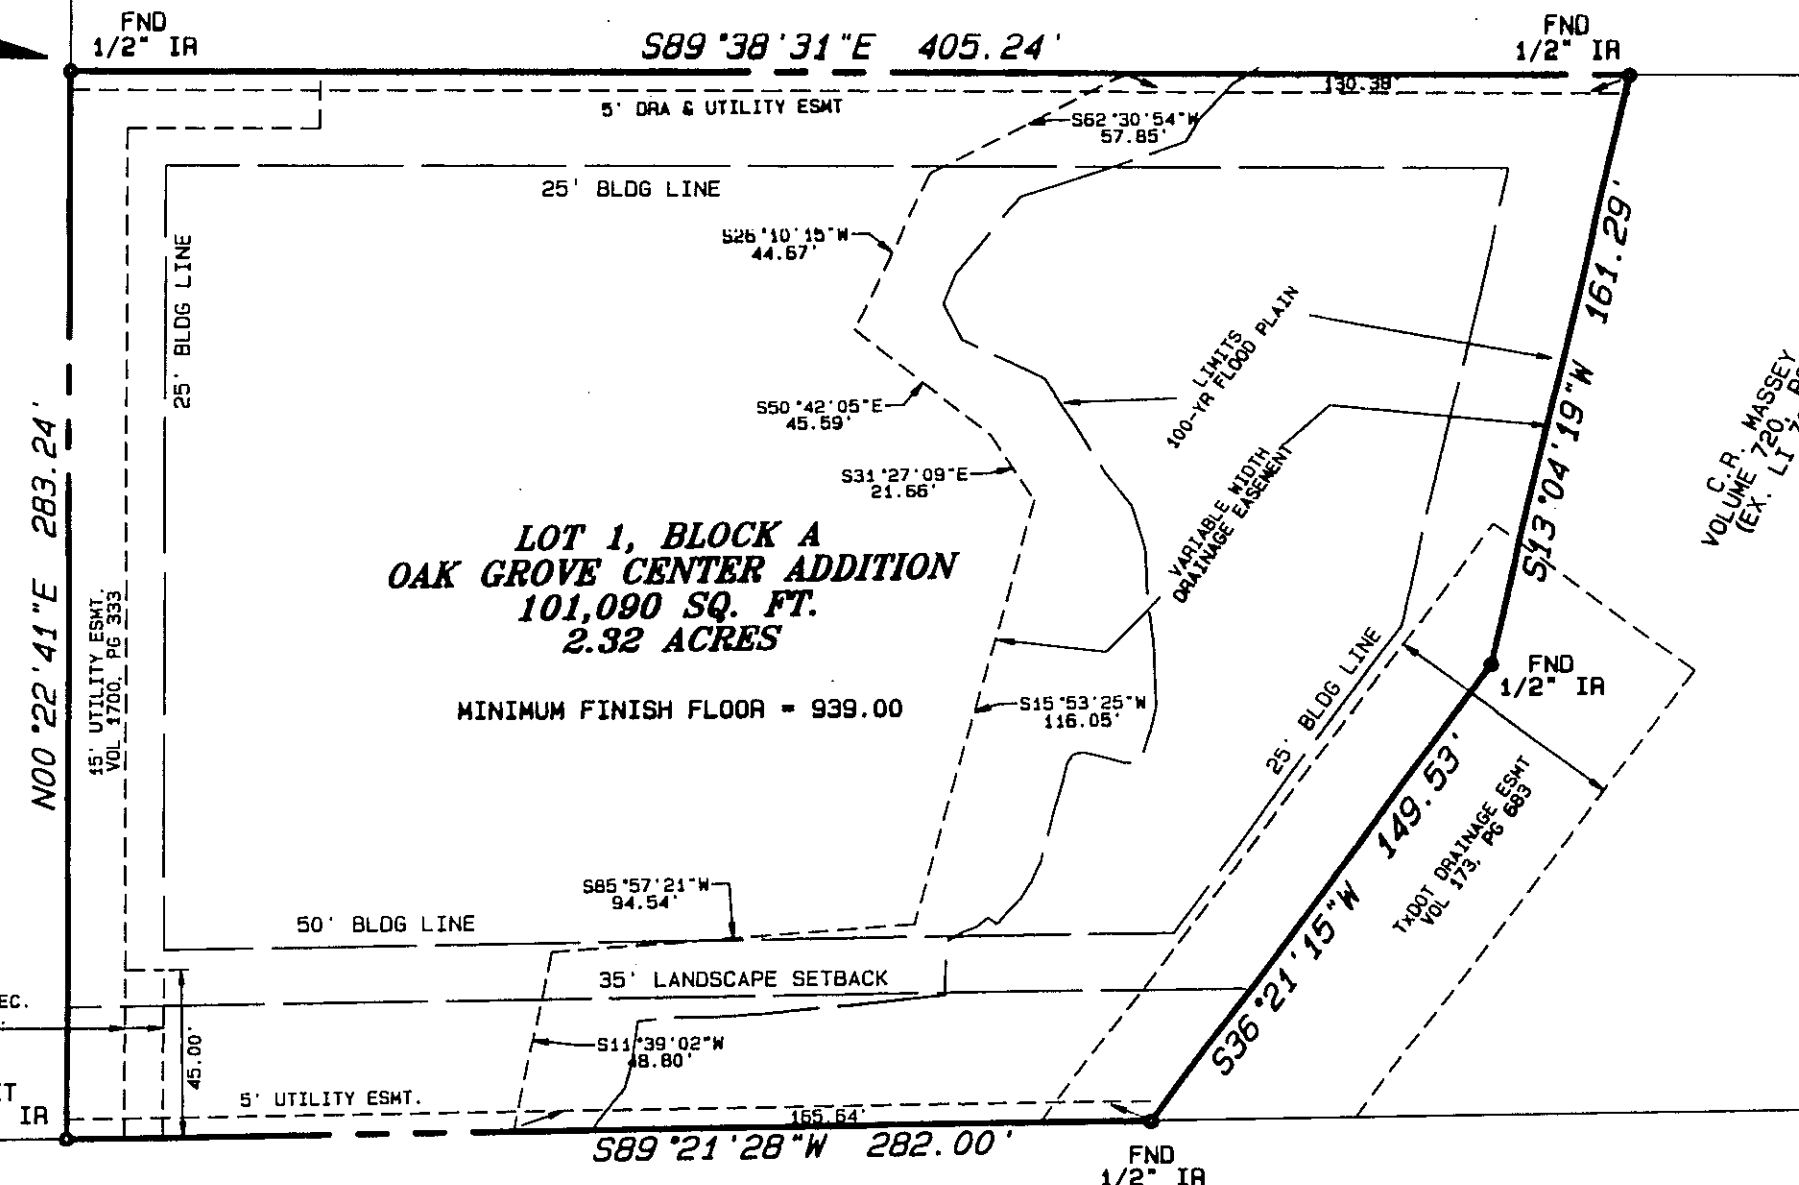 FND
1/2" IR
S89°38'31"E 405.24'
FND
1/2" IR
130.38'
5' DRA & UTILITY ESMT
S62°30'54"W
57.85'
25' BLDG LINE
25' BLDG LINE
S26°10'15"W
44.67'
161.29'
LIMITS
100-YR FLOOD PLAIN
S50°42'05"E
45.59'
S31°27'09"E
21.66'
VARIABLE WIDTH
DRAINAGE EASEMENT
S13°04'19"W
C.R. MASSEY
VOLUME 720,
(EX. LI
N00°22'41"E 283.24'
LOT 1, BLOCK A
OAK GROVE CENTER ADDITION
101,090 SQ. FT.
2.32 ACRES
15' UTILITY ESMT.
VOL 1700, PG 333
MINIMUM FINISH FLOOR = 939.00
S15°53'25"W
116.05'
25' BLDG LINE
FND
1/2" IR
149.53'
TxDOT DRAINAGE ESMT
VOL 173, PG 683
S85°57'21"W
94.54'
50' BLDG LINE
35' LANDSCAPE SETBACK
EC.
S36°21'15"W
45.00'
S11°39'02"W
48.80'
5' UTILITY ESMT.
IR
165.64'
S89°21'28"W 282.00'
FND
1/2" IR